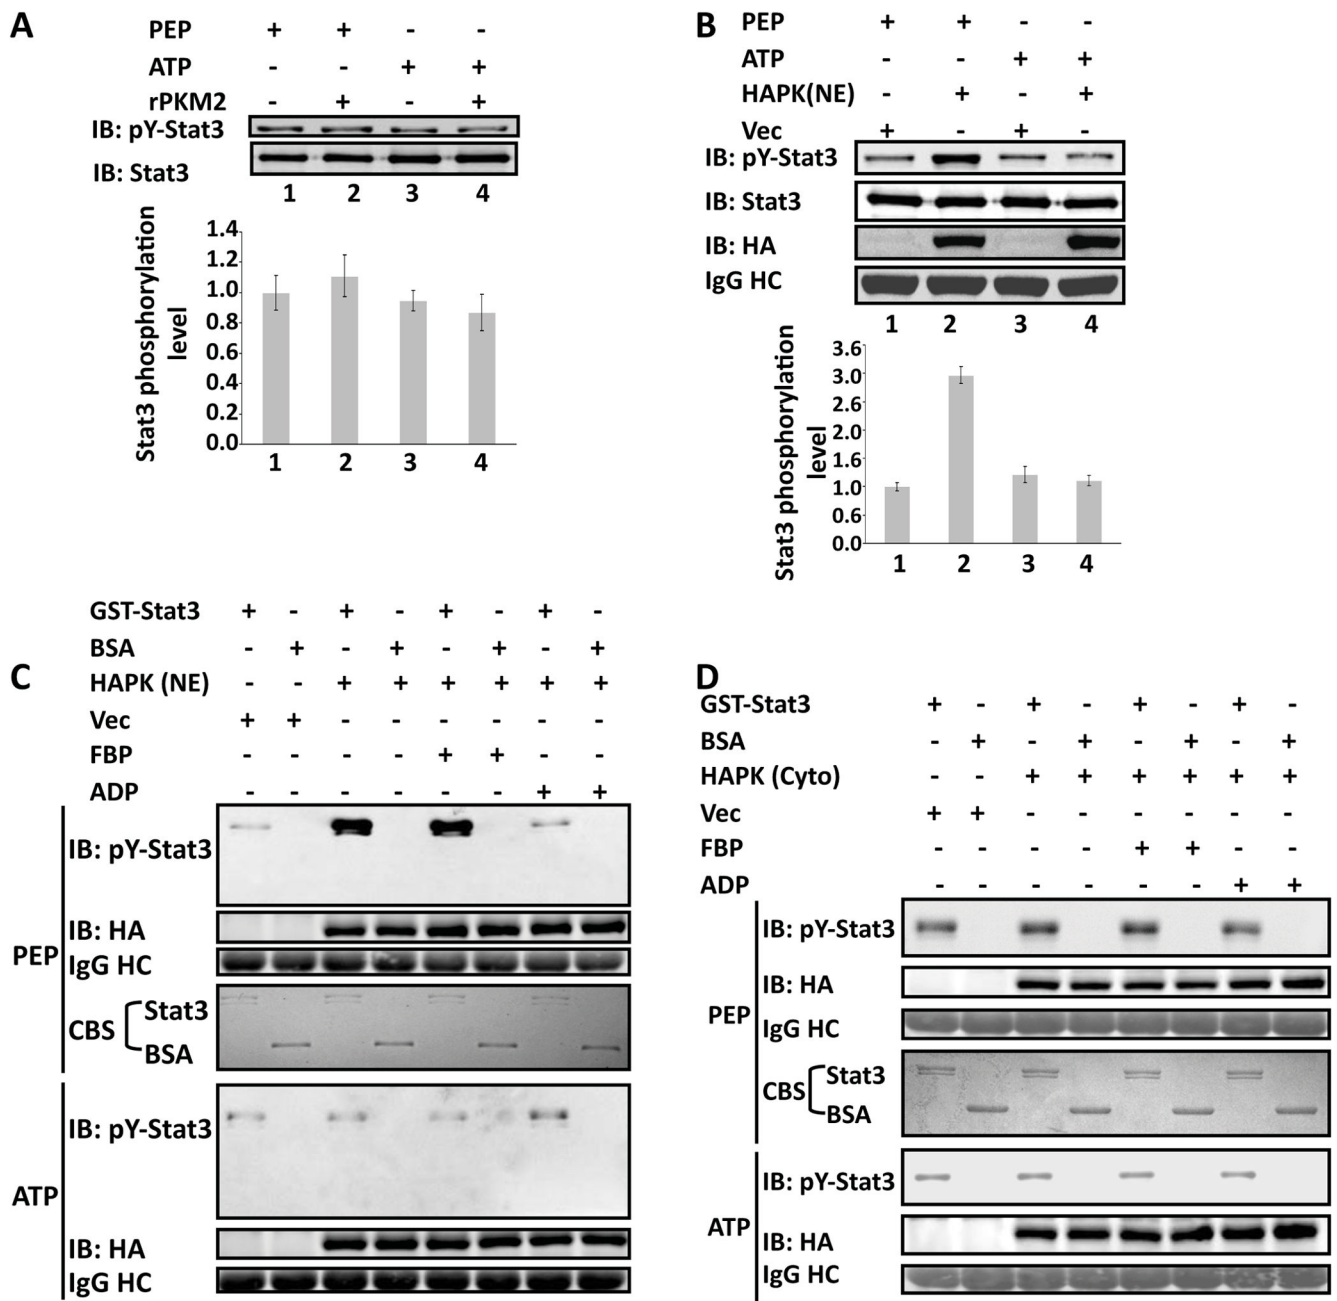 A
PEP + + - -
ATP - - + +
rPKM2 - + - +
IB: pY-Stat3
IB: Stat3
1 2 3 4
Stat3 phosphorylation
level
1.4
1.2
1.0
0.8
0.6
0.4
0.2
0.0
1 2 3 4
B
PEP + + - -
ATP - - + +
HAPK(NE) - + - +
Vec + - + -
IB: pY-Stat3
IB: Stat3
IB: HA
IgG HC
1 2 3 4
Stat3 phosphorylation
level
3.6
3.0
2.6
2.0
1.6
1.0
0.6
0.0
1 2 3 4
C
GST-Stat3 + - + - + - + -
BSA - + - + - + - +
HAPK (NE) - - + + + + + +
Vec + + - - - - - -
FBP - - - - + + - -
ADP - - - - - - + +
PEP
IB: pY-Stat3
IB: HA
IgG HC
CBS
Stat3
BSA
ATP
IB: pY-Stat3
IB: HA
IgG HC
D
GST-Stat3 + - + - + - + -
BSA - + - + - + - +
HAPK (Cyto) - - + + + + + +
Vec + + - - - - - -
FBP - - - - + + - -
ADP - - - - - - + +
PEP
IB: pY-Stat3
IB: HA
IgG HC
CBS
Stat3
BSA
ATP
IB: pY-Stat3
IB: HA
IgG HC